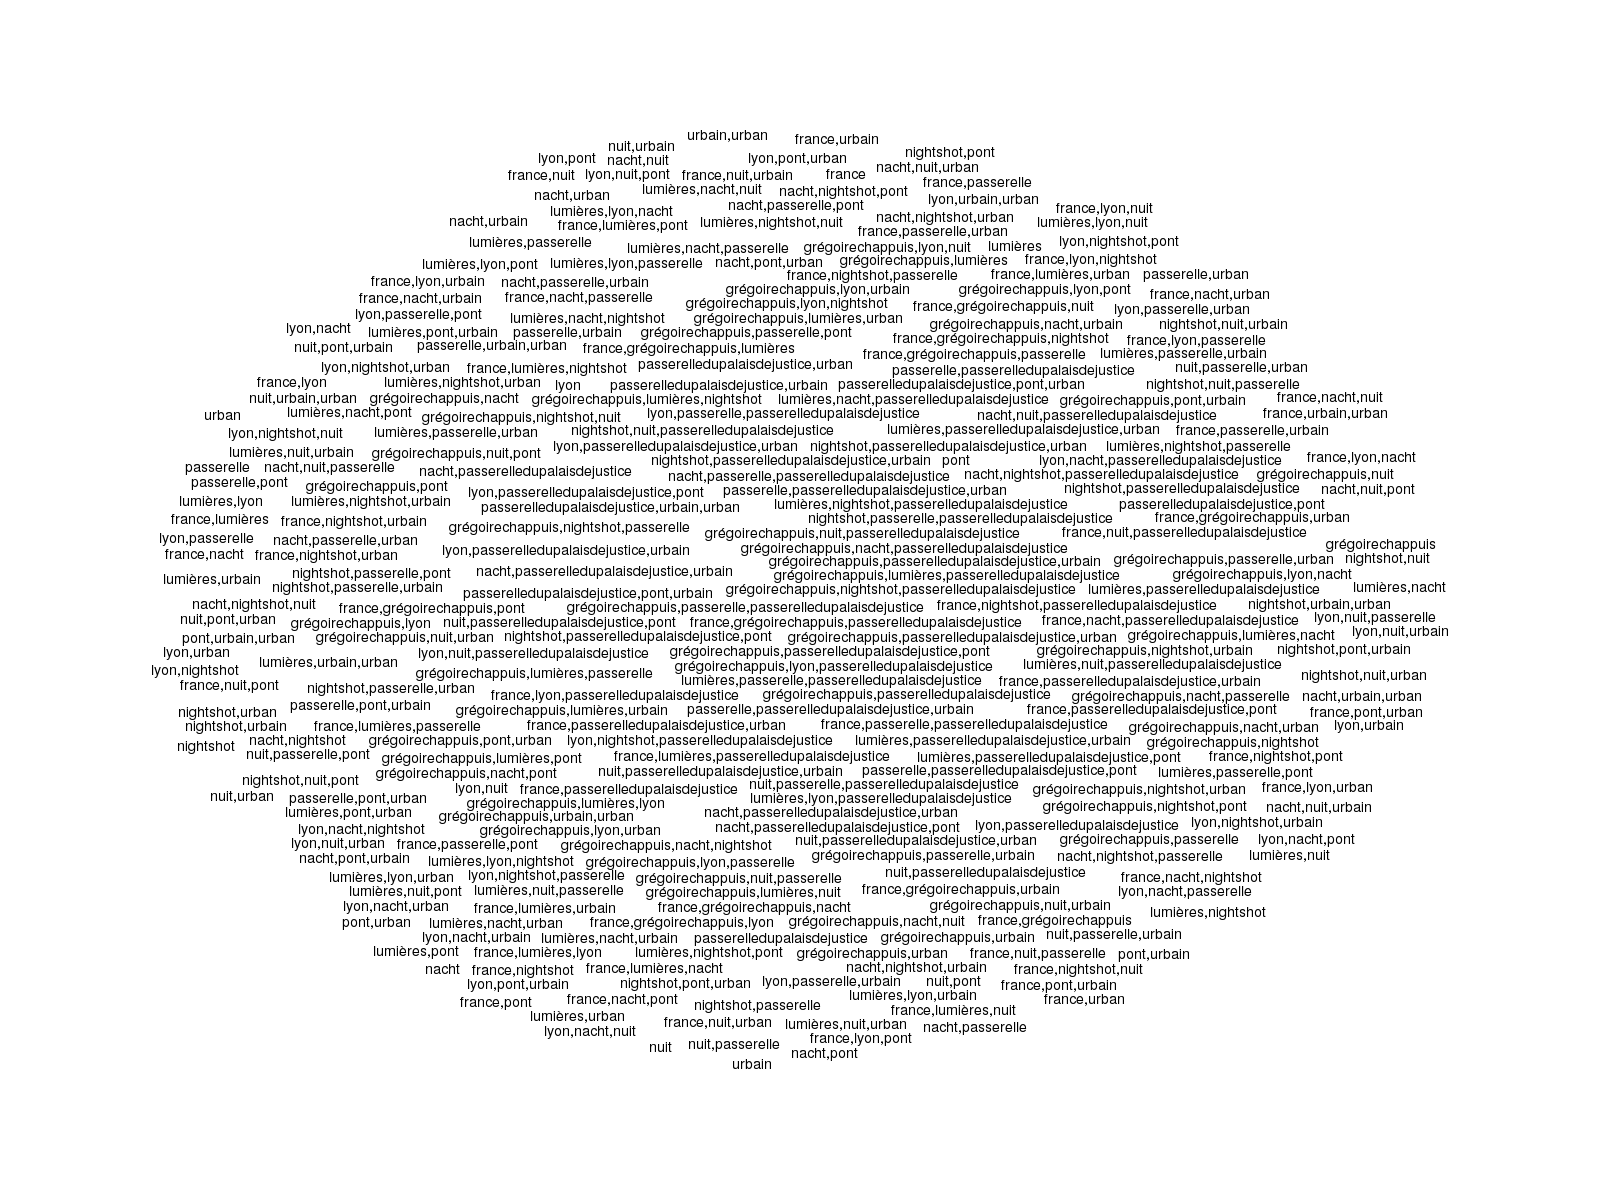 urbain,urban france,urbain
nuit,urbain nightshot,pont
lyon,pont nacht,nuit lyon,pont,urban nacht,nuit,urban
france,nuit lyon,nuit,pont france,nuit,urbain france france,passerelle
nacht,urban lumières,nacht,nuit nacht,nightshot,pont lyon,urbain,urban
lumières,lyon,nacht nacht,passerelle,pont france,lyon,nuit
nacht,urbain france,lumières,pont lumières,nightshot,nuit nacht,nightshot,urban lumières,lyon,nuit
france,passerelle,urban
lumières,passerelle lumières,nacht,passerelle grégoirechappuis,lyon,nuit lumières lyon,nightshot,pont
lumières,lyon,pont lumières,lyon,passerelle nacht,pont,urban grégoirechappuis,lumières france,lyon,nightshot
france,nightshot,passerelle france,lumières,urban passerelle,urban
france,lyon,urbain nacht,passerelle,urbain grégoirechappuis,lyon,urbain grégoirechappuis,lyon,pont
france,nacht,urbain france,nacht,passerelle grégoirechappuis,lyon,nightshot france,grégoirechappuis,nuit france,nacht,urban
lyon,passerelle,pont lumières,nacht,nightshot grégoirechappuis,lumières,urban lyon,passerelle,urban
lyon,nacht lumières,pont,urbain passerelle,urbain grégoirechappuis,passerelle,pont grégoirechappuis,nacht,urbain nightshot,nuit,urbain
nuit,pont,urbain passerelle,urbain,urban france,grégoirechappuis,lumières france,grégoirechappuis,nightshot france,lyon,passerelle
france,grégoirechappuis,passerelle lumières,passerelle,urbain
lyon,nightshot,urban france,lumières,nightshot passerelledupalaisdejustice,urban passerelle,passerelledupalaisdejustice nuit,passerelle,urban
france,lyon lumières,nightshot,urban lyon passerelledupalaisdejustice,urbain passerelledupalaisdejustice,pont,urban nightshot,nuit,passerelle
nuit,urbain,urban grégoirechappuis,nacht grégoirechappuis,lumières,nightshot lumières,nacht,passerelledupalaisdejustice grégoirechappuis,pont,urbain france,nacht,nuit
urban lumières,nacht,pont grégoirechappuis,nightshot,nuit lyon,passerelle,passerelledupalaisdejustice nacht,nuit,passerelledupalaisdejustice france,urbain,urban
lyon,nightshot,nuit lumières,passerelle,urban nightshot,nuit,passerelledupalaisdejustice lumières,passerelledupalaisdejustice,urban france,passerelle,urbain
lumières,nuit,urbain grégoirechappuis,nuit,pont lyon,passerelledupalaisdejustice,urban nightshot,passerelledupalaisdejustice,urban lumières,nightshot,passerelle
nightshot,passerelledupalaisdejustice,urbain pont lyon,nacht,passerelledupalaisdejustice france,lyon,nacht
passerelle nacht,nuit,passerelle nacht,passerelledupalaisdejustice nacht,passerelle,passerelledupalaisdejustice nacht,nightshot,passerelledupalaisdejustice grégoirechappuis,nuit
passerelle,pont grégoirechappuis,pont lyon,passerelledupalaisdejustice,pont passerelle,passerelledupalaisdejustice,urban nightshot,passerelledupalaisdejustice nacht,nuit,pont
lumières,lyon lumières,nightshot,urbain passerelledupalaisdejustice,urbain,urban lumières,nightshot,passerelledupalaisdejustice passerelledupalaisdejustice,pont
france,lumières france,nightshot,urbain grégoirechappuis,nightshot,passerelle nightshot,passerelle,passerelledupalaisdejustice france,grégoirechappuis,urban
lyon,passerelle nacht,passerelle,urban grégoirechappuis,nuit,passerelledupalaisdejustice france,nuit,passerelledupalaisdejustice
france,nacht france,nightshot,urban lyon,passerelledupalaisdejustice,urbain grégoirechappuis,nacht,passerelledupalaisdejustice grégoirechappuis
grégoirechappuis,passerelledupalaisdejustice,urbain grégoirechappuis,passerelle,urban nightshot,nuit
lumières,urbain nightshot,passerelle,pont nacht,passerelledupalaisdejustice,urbain grégoirechappuis,lumières,passerelledupalaisdejustice grégoirechappuis,lyon,nacht
nightshot,passerelle,urbain passerelledupalaisdejustice,pont,urbain grégoirechappuis,nightshot,passerelledupalaisdejustice lumières,passerelledupalaisdejustice lumières,nacht
nacht,nightshot,nuit france,grégoirechappuis,pont grégoirechappuis,passerelle,passerelledupalaisdejustice france,nightshot,passerelledupalaisdejustice nightshot,urbain,urban
nuit,pont,urban grégoirechappuis,lyon nuit,passerelledupalaisdejustice,pont france,grégoirechappuis,passerelledupalaisdejustice france,nacht,passerelledupalaisdejustice lyon,nuit,passerelle
pont,urbain,urban grégoirechappuis,nuit,urban nightshot,passerelledupalaisdejustice,pont grégoirechappuis,passerelledupalaisdejustice,urban grégoirechappuis,lumières,nacht lyon,nuit,urbain
lyon,urban lumières,urbain,urban lyon,nuit,passerelledupalaisdejustice grégoirechappuis,passerelledupalaisdejustice,pont grégoirechappuis,nightshot,urbain nightshot,pont,urbain
lyon,nightshot grégoirechappuis,lumières,passerelle grégoirechappuis,lyon,passerelledupalaisdejustice lumières,nuit,passerelledupalaisdejustice
france,nuit,pont nightshot,passerelle,urban france,lyon,passerelledupalaisdejustice lumières,passerelle,passerelledupalaisdejustice france,passerelledupalaisdejustice,urbain nightshot,nuit,urban
grégoirechappuis,passerelledupalaisdejustice grégoirechappuis,nacht,passerelle nacht,urbain,urban
nightshot,urban passerelle,pont,urbain grégoirechappuis,lumières,urbain passerelle,passerelledupalaisdejustice,urbain france,passerelledupalaisdejustice,pont france,pont,urban
nightshot,urbain france,lumières,passerelle france,passerelledupalaisdejustice,urban france,passerelle,passerelledupalaisdejustice grégoirechappuis,nacht,urban lyon,urbain
nightshot nacht,nightshot grégoirechappuis,pont,urban lyon,nightshot,passerelledupalaisdejustice lumières,passerelledupalaisdejustice,urbain grégoirechappuis,nightshot
nuit,passerelle,pont grégoirechappuis,lumières,pont france,lumières,passerelledupalaisdejustice lumières,passerelledupalaisdejustice,pont france,nightshot,pont
nightshot,nuit,pont grégoirechappuis,nacht,pont nuit,passerelledupalaisdejustice,urbain passerelle,passerelledupalaisdejustice,pont lumières,passerelle,pont
nuit,urban passerelle,pont,urban lyon,nuit france,passerelledupalaisdejustice nuit,passerelle,passerelledupalaisdejustice grégoirechappuis,nightshot,urban france,lyon,urban
lumières,pont,urban grégoirechappuis,lumières,lyon lumières,lyon,passerelledupalaisdejustice grégoirechappuis,nightshot,pont nacht,nuit,urbain
grégoirechappuis,urbain,urban nacht,passerelledupalaisdejustice,urban
lyon,nacht,nightshot grégoirechappuis,lyon,urban nacht,passerelledupalaisdejustice,pont lyon,passerelledupalaisdejustice lyon,nightshot,urbain
lyon,nuit,urban france,passerelle,pont grégoirechappuis,nacht,nightshot nuit,passerelledupalaisdejustice,urban grégoirechappuis,passerelle lyon,nacht,pont
nacht,pont,urbain lumières,lyon,nightshot grégoirechappuis,lyon,passerelle grégoirechappuis,passerelle,urbain nacht,nightshot,passerelle lumières,nuit
lumières,lyon,urban lyon,nightshot,passerelle grégoirechappuis,nuit,passerelle nuit,passerelledupalaisdejustice france,nacht,nightshot
lumières,nuit,pont lumières,nuit,passerelle grégoirechappuis,lumières,nuit france,grégoirechappuis,urbain lyon,nacht,passerelle
lyon,nacht,urban france,lumières,urbain france,grégoirechappuis,nacht grégoirechappuis,nuit,urbain lumières,nightshot
pont,urban lumières,nacht,urban france,grégoirechappuis,lyon grégoirechappuis,nacht,nuit france,grégoirechappuis
lyon,nacht,urbain lumières,nacht,urbain passerelledupalaisdejustice grégoirechappuis,urbain nuit,passerelle,urbain
lumières,pont france,lumières,lyon lumières,nightshot,pont grégoirechappuis,urban france,nuit,passerelle pont,urbain
nacht france,nightshot france,lumières,nacht nacht,nightshot,urbain france,nightshot,nuit
lyon,pont,urbain nightshot,pont,urban lyon,passerelle,urbain nuit,pont france,pont,urbain
france,pont france,nacht,pont nightshot,passerelle lumières,lyon,urbain france,urban
lumières,urban france,lumières,nuit
lyon,nacht,nuit france,nuit,urban lumières,nuit,urban nacht,passerelle
nuit nuit,passerelle france,lyon,pont
nacht,pont
urbain